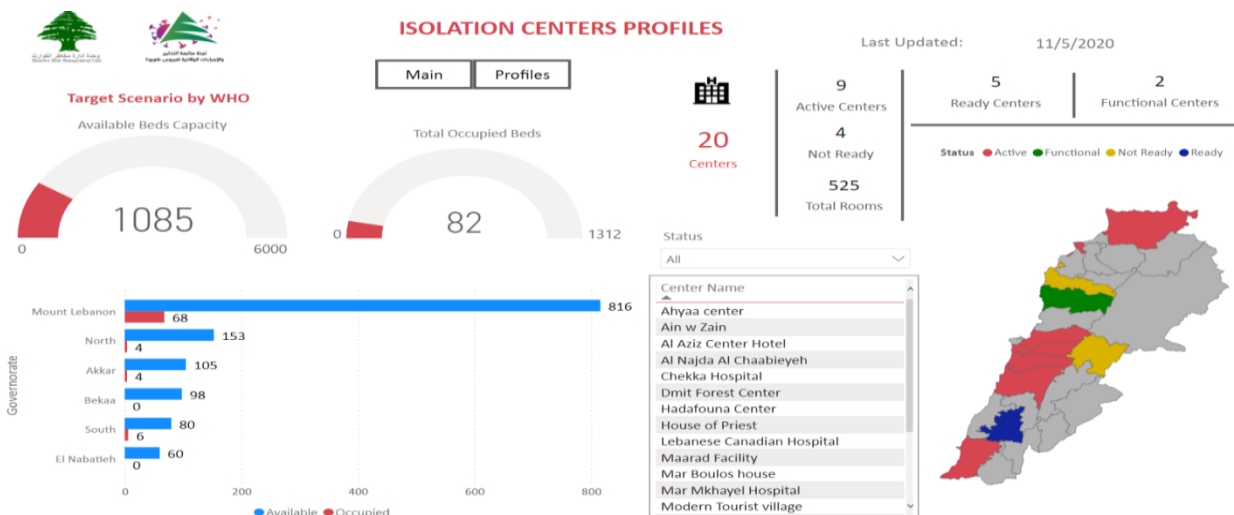 ISOLATION CENTERS PROFILES
Last Updated: 11/5/2020
Main
Profiles
Target Scenario by WHO
Available Beds Capacity
1085
0
6000
Total Occupied Beds
82
0
1312
20
Centers
9
Active Centers
4
Not Ready
525
Total Rooms
5
Ready Centers
2
Functional Centers
Status Active Functional Not Ready Ready
Governorate
Mount Lebanon 816
68
North 153
4
Akkar 105
4
Bekaa 98
0
South 80
6
El Nabatieh 60
0
0 200 400 600 800
Available Occupied
Status
All
Center Name
Ahyaa center
Ain w Zain
Al Aziz Center Hotel
Al Najda Al Chaabieyeh
Chekka Hospital
Dmit Forest Center
Hadafouna Center
House of Priest
Lebanese Canadian Hospital
Maarad Facility
Mar Boulos house
Mar Mkhayel Hospital
Modern Tourist village